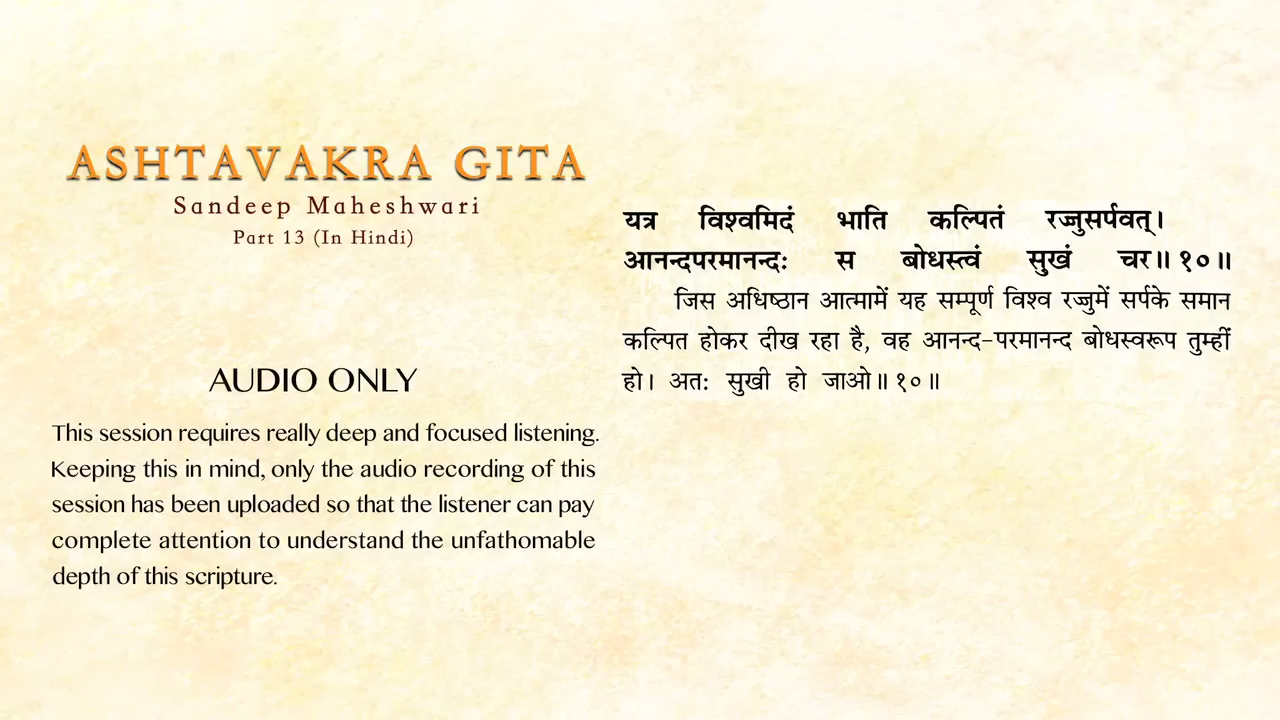 ASHTAVAKRA GITA
Sandeep Maheshwari
Part 13 (In Hindi)
AUDIO ONLY
This session requires really deep and focused listening.
Keeping this in mind, only the audio recording of this
session has been uploaded so that the listener can pay
complete attention to understand the unfathomable
depth of this scripture.
यत्र विश्वमिदं भाति कल्पितं रज्जुसर्पवत्।
आनन्दपरमानन्दः स बोधस्त्वं सुखं चर॥१०॥
जिस अधिष्ठान आत्मामें यह सम्पूर्ण विश्व रज्जुमें सर्पके समान
कल्पित होकर दीख रहा है, वह आनन्द-परमानन्द बोधस्वरूप तुम्हीं
हो। अतः सुखी हो जाओ॥१०॥